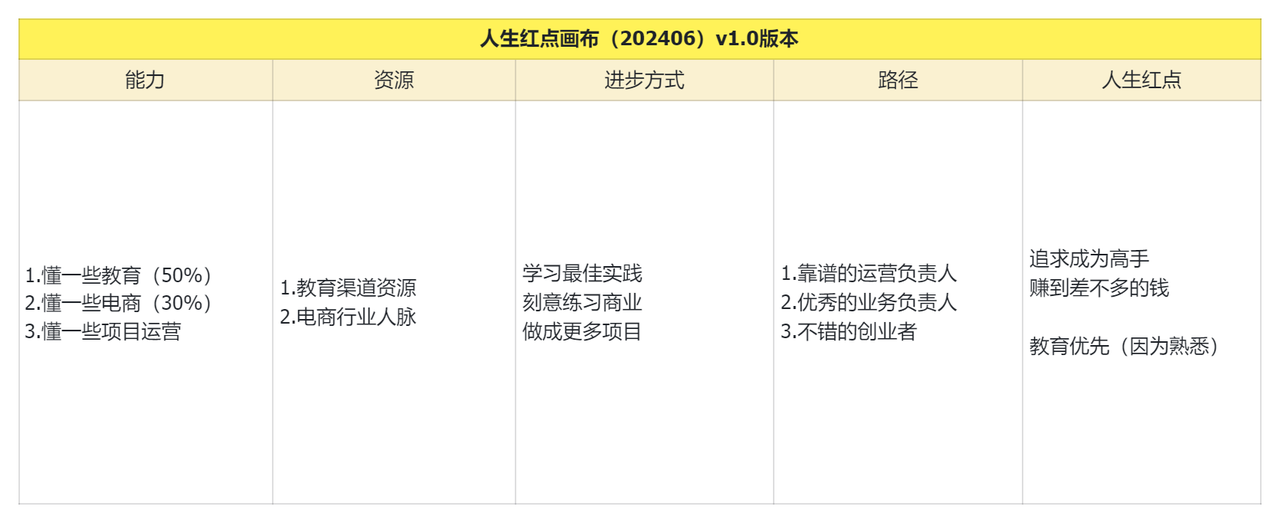 人生红点画布（202406）v1.0版本
能力
资源
进步方式
路径
人生红点
1.懂一些教育（50%）
2.懂一些电商（30%）
3.懂一些项目运营
1.教育渠道资源
2.电商行业人脉
学习最佳实践
刻意练习商业
做成更多项目
1.靠谱的运营负责人
2.优秀的业务负责人
3.不错的创业者
追求成为高手
赚到差不多的钱
教育优先（因为熟悉）